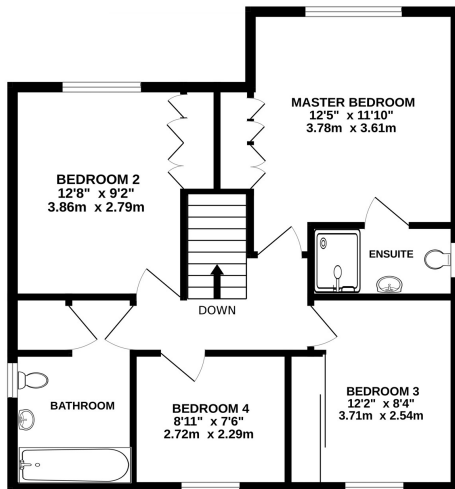 MASTER BEDROOM
12'5" x 11'10"
3.78m x 3.61m
BEDROOM 2
12'8" x 9'2"
3.86m x 2.79m
ENSUITE
DOWN
BEDROOM 3
12'2" x 8'4"
3.71m x 2.54m
BATHROOM
BEDROOM 4
8'11" x 7'6"
2.72m x 2.29m